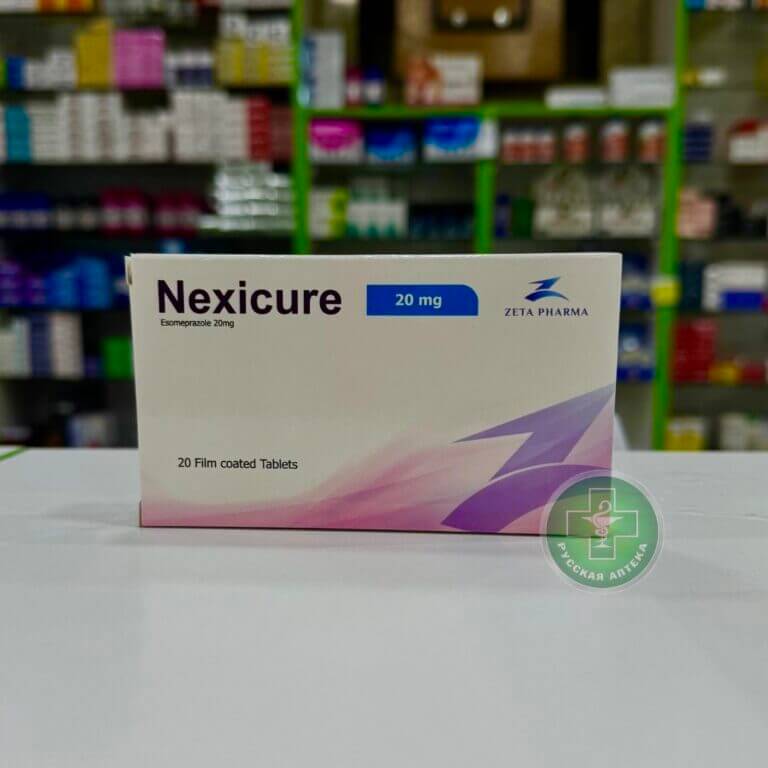 Nexicure
20 mg
ZETA PHARMA
Esomeprazole 20mg
20 Film coated Tablets
РУССКАЯ АПТЕКА